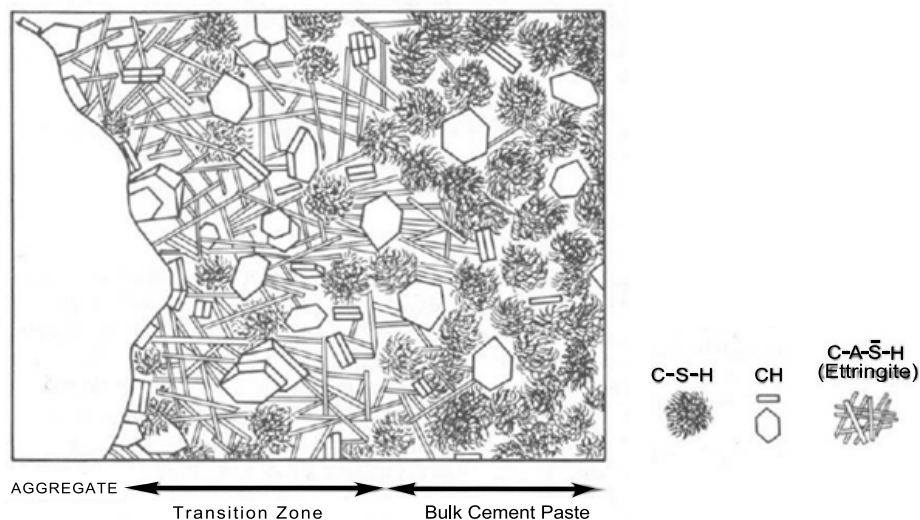 C-S-H
CH
C-A-S̄-H
(Ettringite)
AGGREGATE
Transition Zone
Bulk Cement Paste